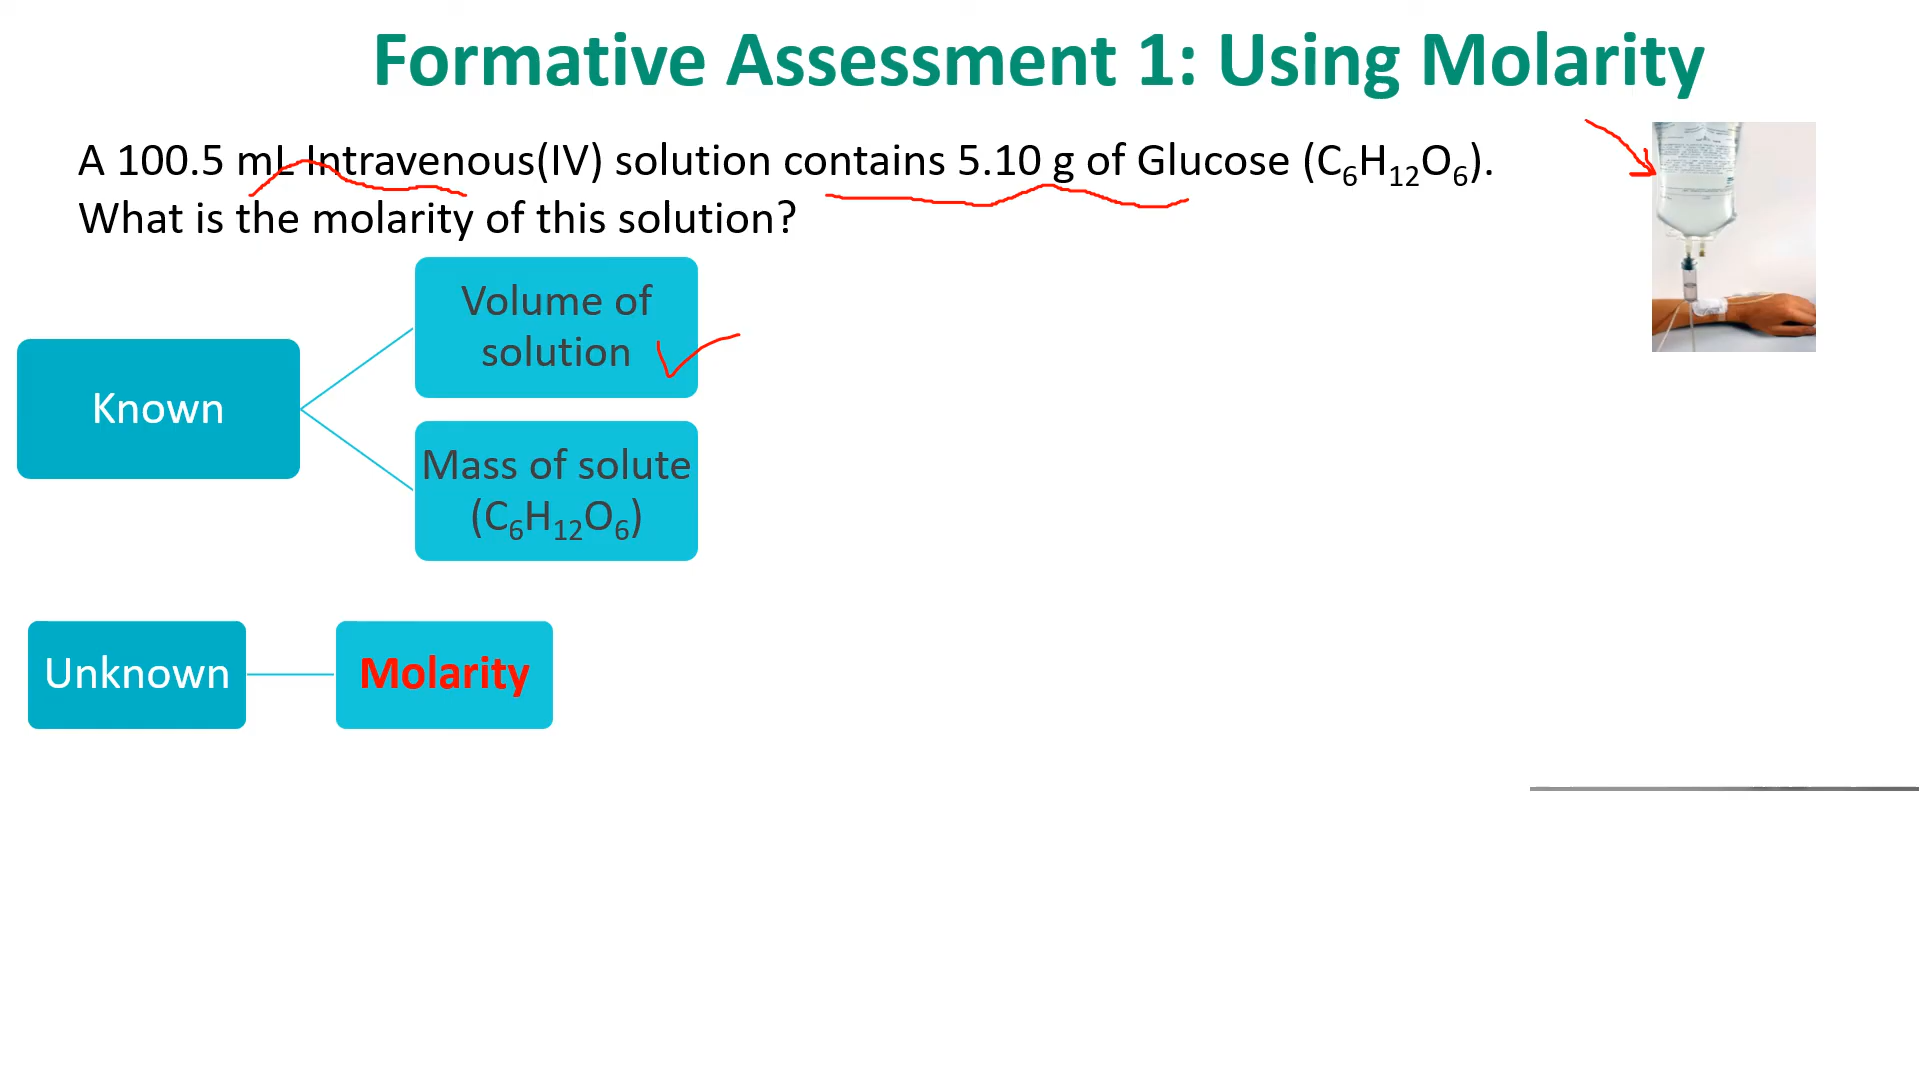 Formative Assessment 1: Using Molarity
A 100.5 mL Intravenous(IV) solution contains 5.10 g of Glucose (C₆H₁₂O₆).
What is the molarity of this solution?
Volume of
solution
Known
Mass of solute
(C₆H₁₂O₆)
Unknown
Molarity